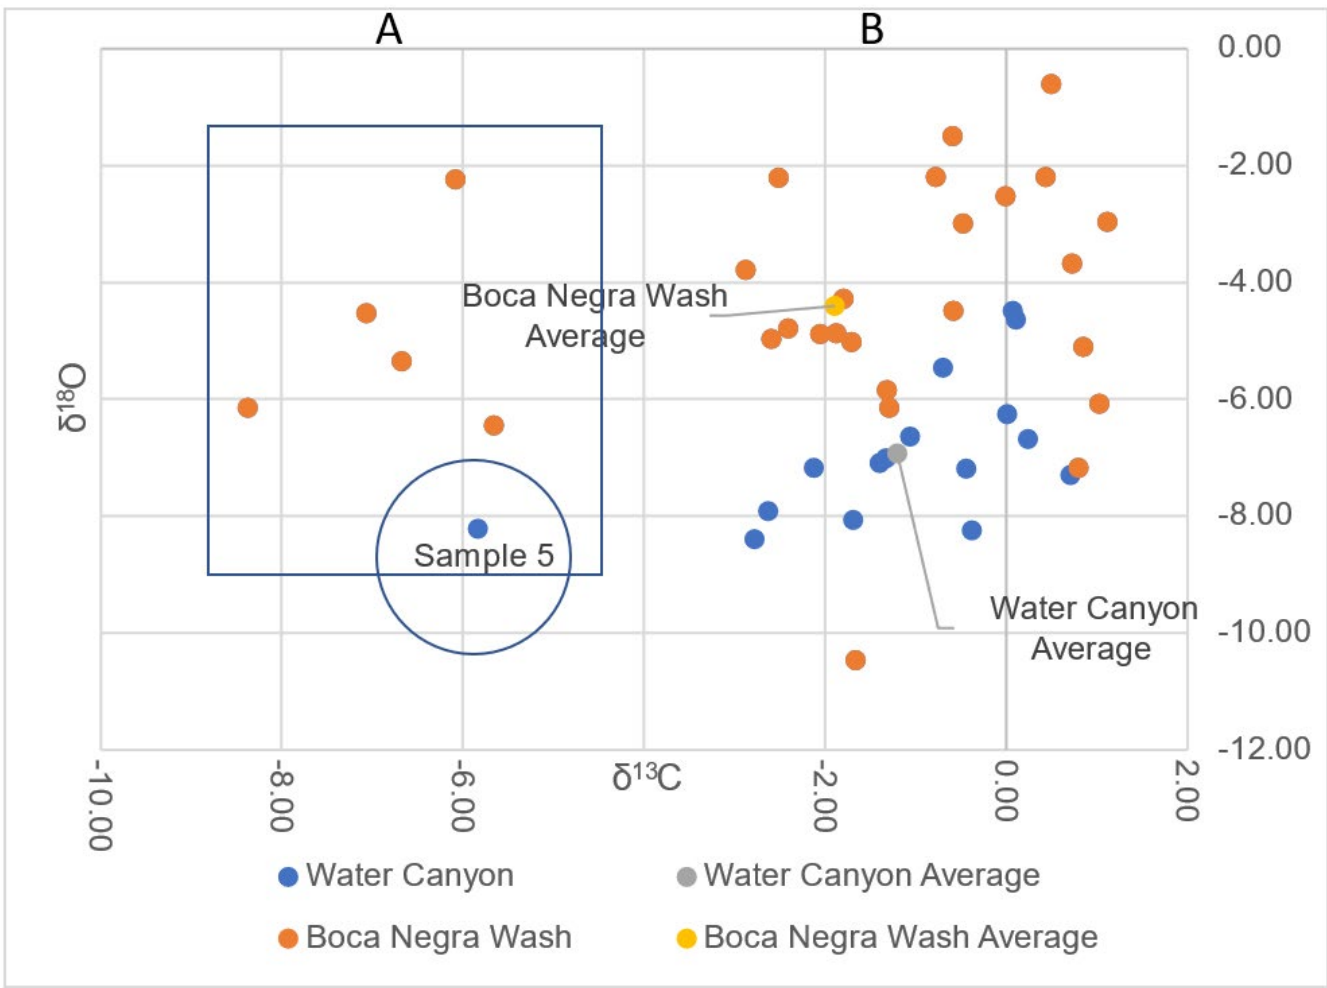 A
B
0.00
-2.00
-4.00
-6.00
-8.00
-10.00
-12.00
δ¹⁸O
Boca Negra Wash
Average
Sample 5
Water Canyon
Average
-10.00
-8.00
-6.00
δ¹³C
-2.00
0.00
2.00
Water Canyon
Water Canyon Average
Boca Negra Wash
Boca Negra Wash Average